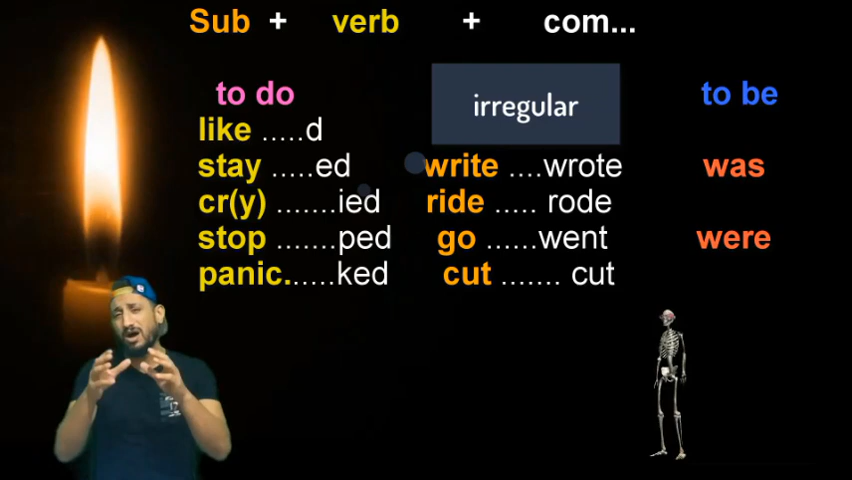 Sub + verb + com...
to do irregular to be
like .....d
stay .....ed write ....wrote was
cr(y) .......ied ride ..... rode
stop .......ped go ......went were
panic......ked cut ....... cut